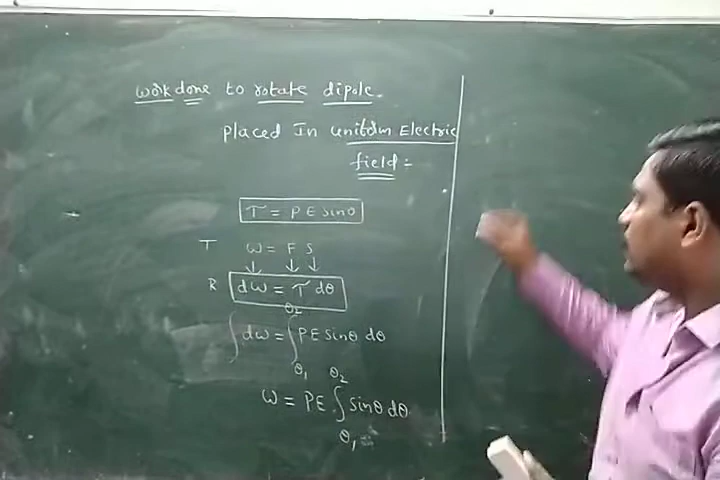 work done to rotate dipole.
placed In uniform Electric
field:
τ = PE sinθ
T W = F S
↓ ↓ ↓
R dW = τ dθ
∫dW = ∫θ₁^θ₂ PE sinθ dθ
W = PE ∫θ₁^θ₂ sinθ dθ